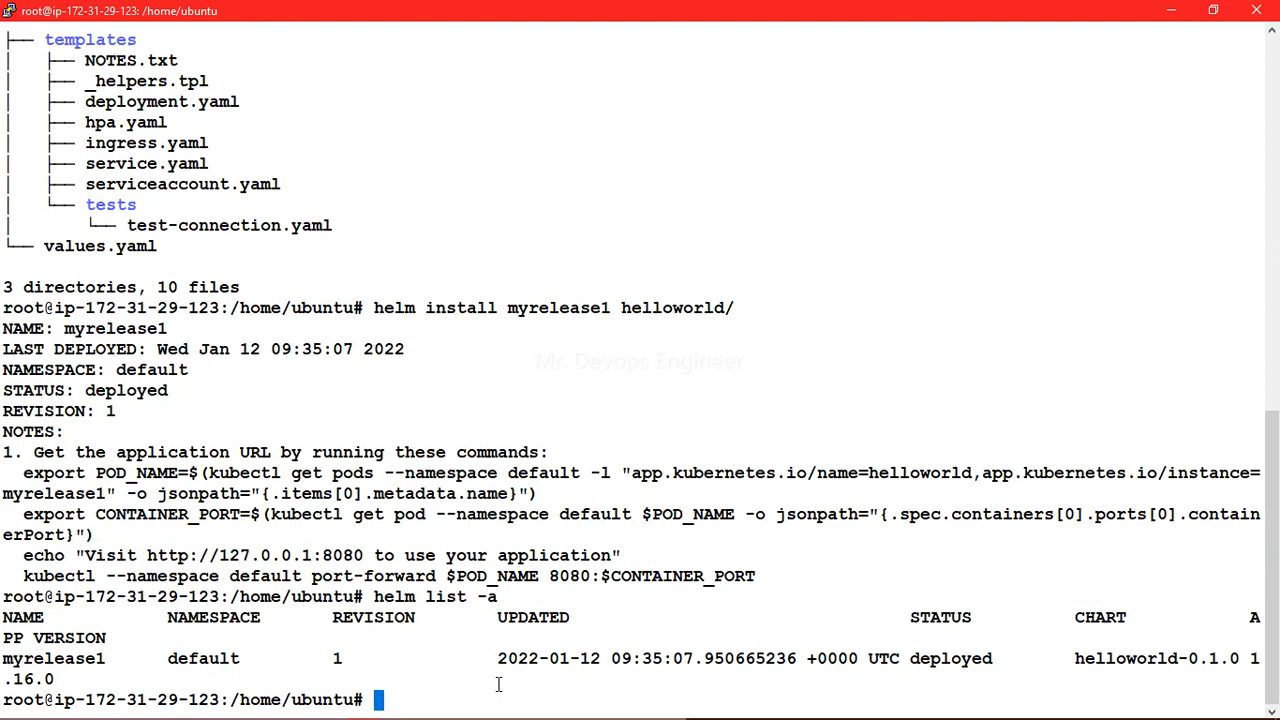 root@ip-172-31-29-123: /home/ubuntu
├── templates
│   ├── NOTES.txt
│   ├── _helpers.tpl
│   ├── deployment.yaml
│   ├── hpa.yaml
│   ├── ingress.yaml
│   ├── service.yaml
│   ├── serviceaccount.yaml
│   └── tests
│       └── test-connection.yaml
└── values.yaml
3 directories, 10 files
root@ip-172-31-29-123:/home/ubuntu# helm install myrelease1 helloworld/
NAME: myrelease1
LAST DEPLOYED: Wed Jan 12 09:35:07 2022
Mr. Devops Engineer
NAMESPACE: default
STATUS: deployed
REVISION: 1
NOTES:
1. Get the application URL by running these commands:
  export POD_NAME=$(kubectl get pods --namespace default -l "app.kubernetes.io/name=helloworld,app.kubernetes.io/instance=
myrelease1" -o jsonpath="{.items[0].metadata.name}")
  export CONTAINER_PORT=$(kubectl get pod --namespace default $POD_NAME -o jsonpath="{.spec.containers[0].ports[0].contain
erPort}")
  echo "Visit http://127.0.0.1:8080 to use your application"
  kubectl --namespace default port-forward $POD_NAME 8080:$CONTAINER_PORT
root@ip-172-31-29-123:/home/ubuntu# helm list -a
NAME            NAMESPACE       REVISION        UPDATED                                 STATUS          CHART            A
PP VERSION
myrelease1      default         1               2022-01-12 09:35:07.950665236 +0000 UTC deployed        helloworld-0.1.0 1
.16.0
root@ip-172-31-29-123:/home/ubuntu#